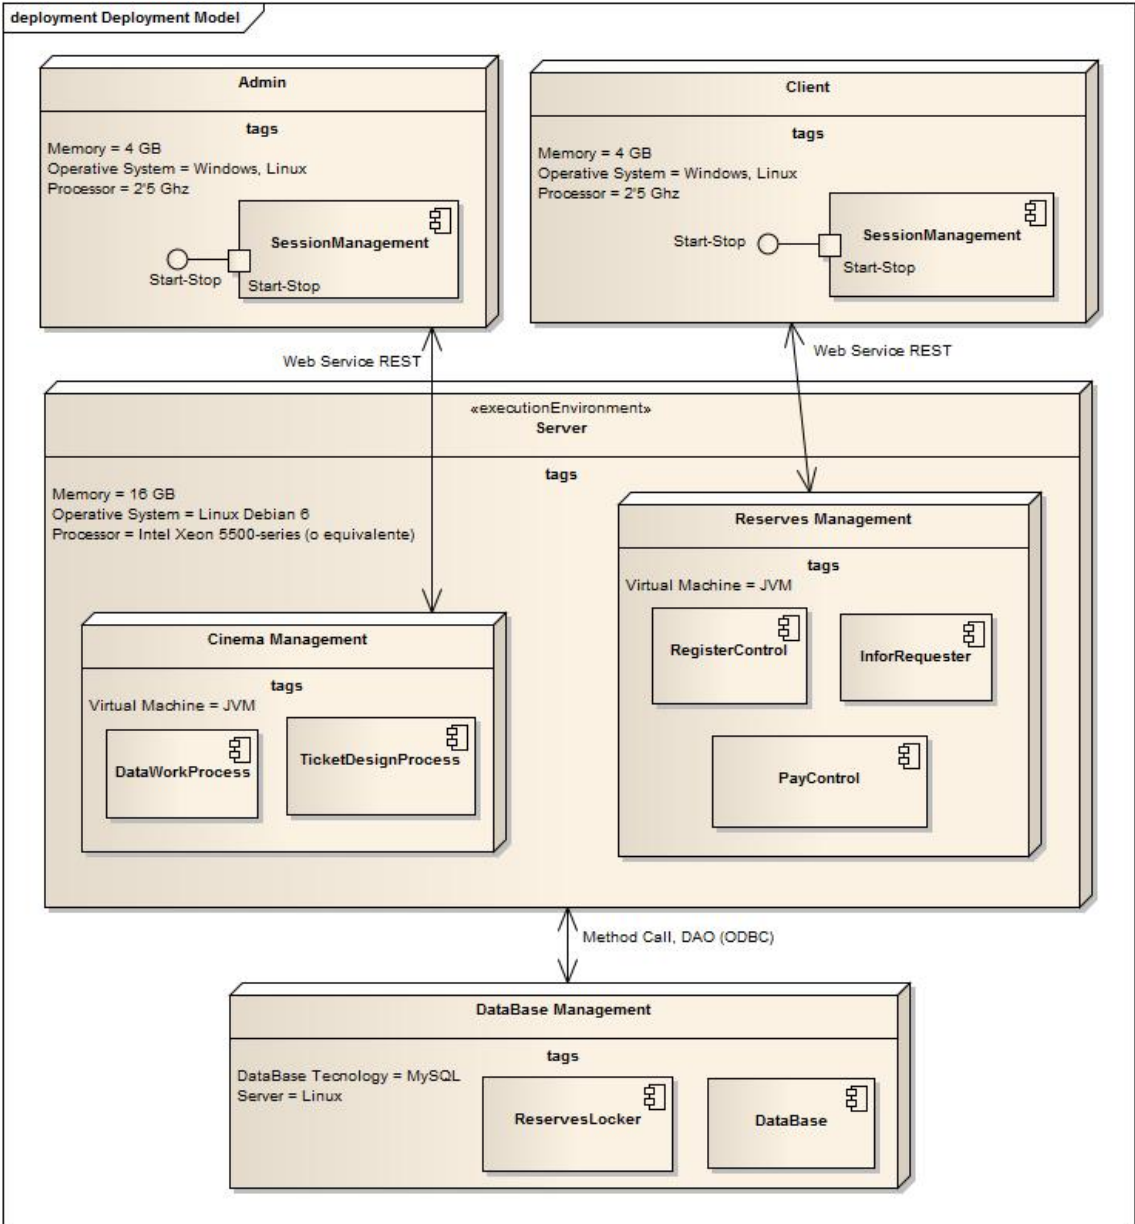 deployment Deployment Model
Admin
tags
Memory = 4 GB
Operative System = Windows, Linux
Processor = 2'5 Ghz
SessionManagement
Start-Stop
Start-Stop
Client
tags
Memory = 4 GB
Operative System = Windows, Linux
Processor = 2'5 Ghz
SessionManagement
Start-Stop
Start-Stop
Web Service REST
Web Service REST
«executionEnvironment»
Server
tags
Memory = 16 GB
Operative System = Linux Debian 6
Processor = Intel Xeon 5500-series (o equivalente)
Cinema Management
tags
Virtual Machine = JVM
DataWorkProcess
TicketDesignProcess
Reserves Management
tags
Virtual Machine = JVM
RegisterControl
InforRequester
PayControl
Method Call, DAO (ODBC)
DataBase Management
tags
DataBase Tecnology = MySQL
Server = Linux
ReservesLocker
DataBase